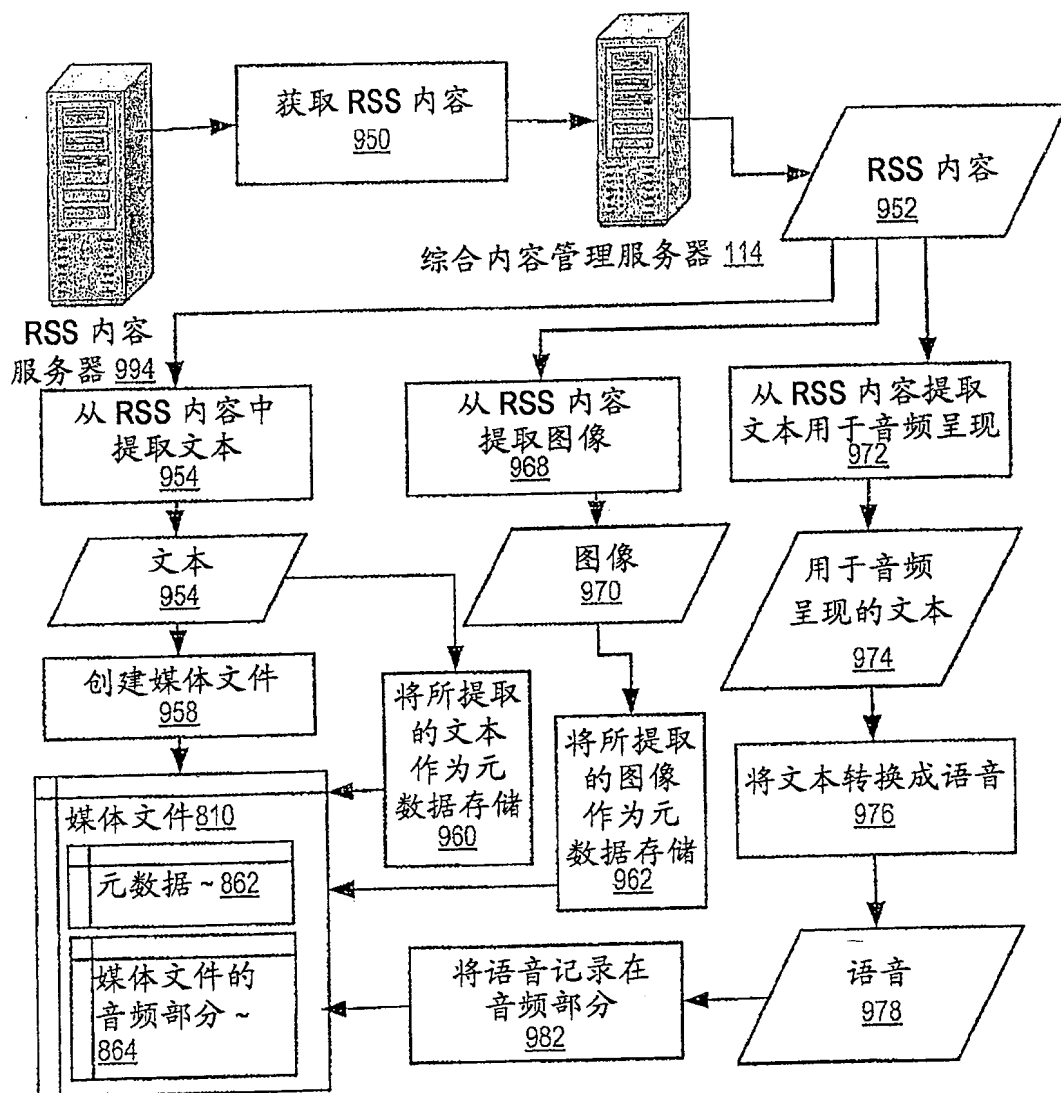 获取 RSS 内容
950
RSS 内容
952
综合内容管理服务器 114
RSS 内容
服务器 994
从 RSS 内容中
提取文本
954
从 RSS 内容
提取图像
968
从 RSS 内容提取
文本用于音频呈现
972
文本
954
图像
970
用于音频
呈现的文本
974
创建媒体文件
958
将所提取
的文本
作为元
数据存储
960
将所提取
的图像
作为元
数据存储
962
将文本转换成语音
976
媒体文件810
元数据 ~ 862
媒体文件的
音频部分 ~
864
将语音记录在
音频部分
982
语音
978